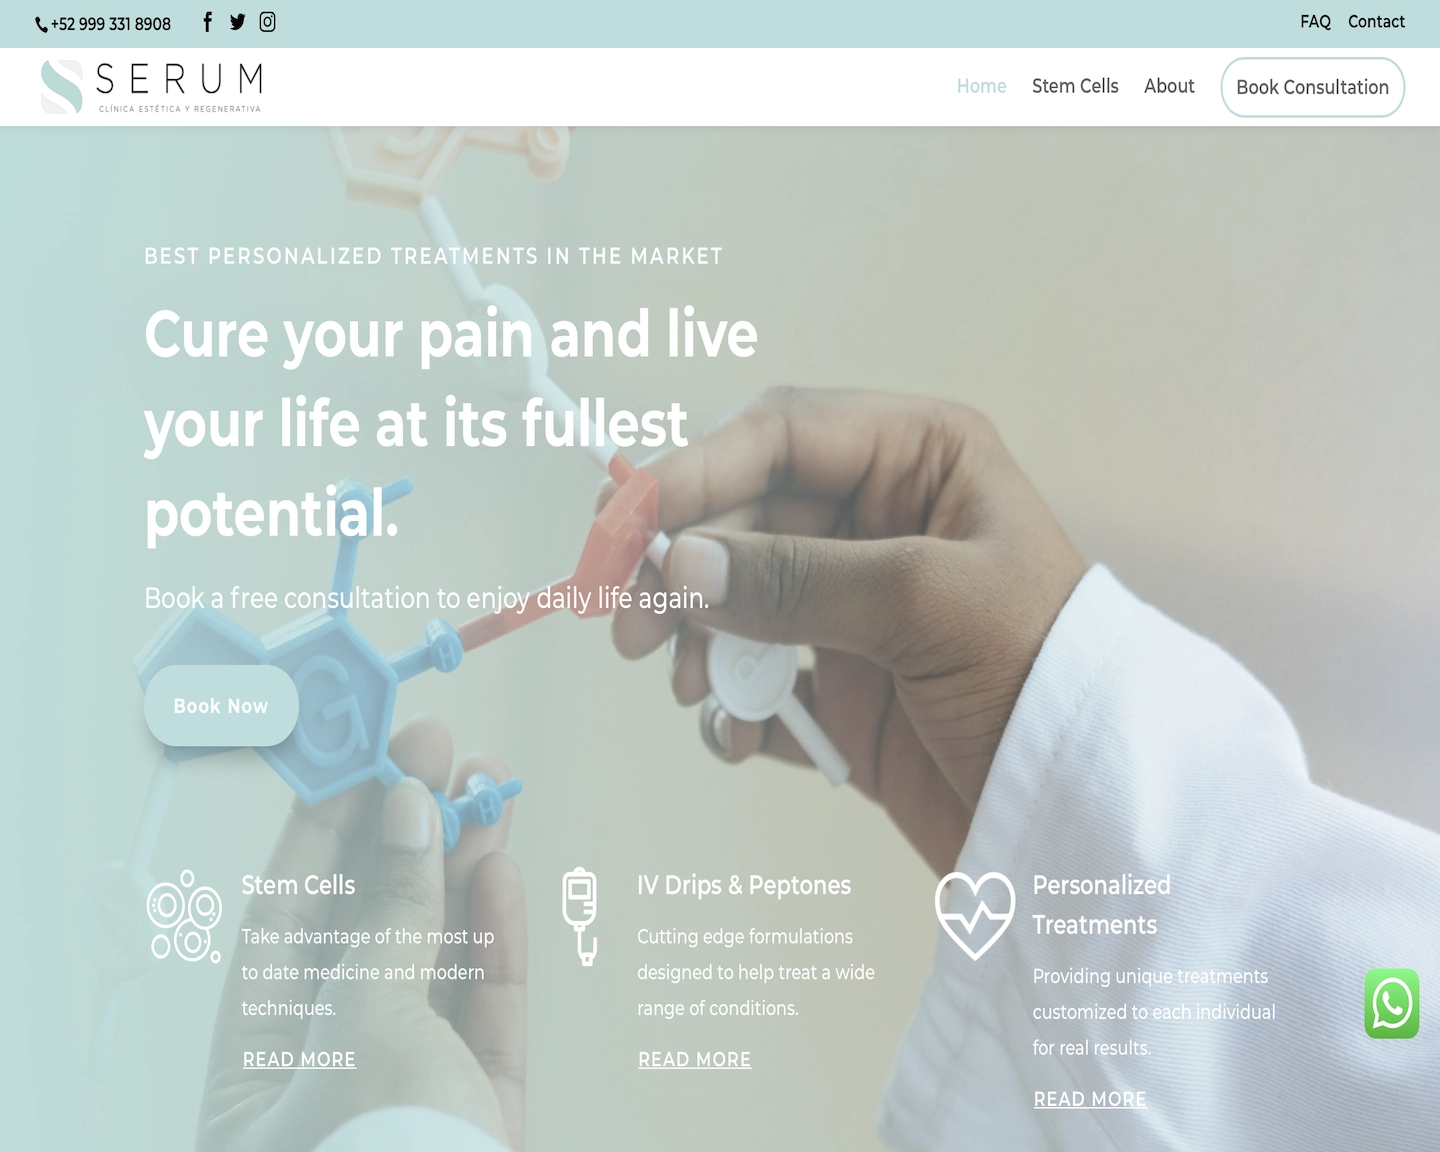 +52 999 331 8908
FAQ Contact
SERUM
CLÍNICA ESTÉTICA Y REGENERATIVA
Home Stem Cells About Book Consultation
BEST PERSONALIZED TREATMENTS IN THE MARKET
Cure your pain and live
your life at its fullest
potential.
Book a free consultation to enjoy daily life again.
Book Now
G
H
H
Stem Cells
Take advantage of the most up
to date medicine and modern
techniques.
READ MORE
IV Drips & Peptones
Cutting edge formulations
designed to help treat a wide
range of conditions.
READ MORE
Personalized
Treatments
Providing unique treatments
customized to each individual
for real results.
READ MORE